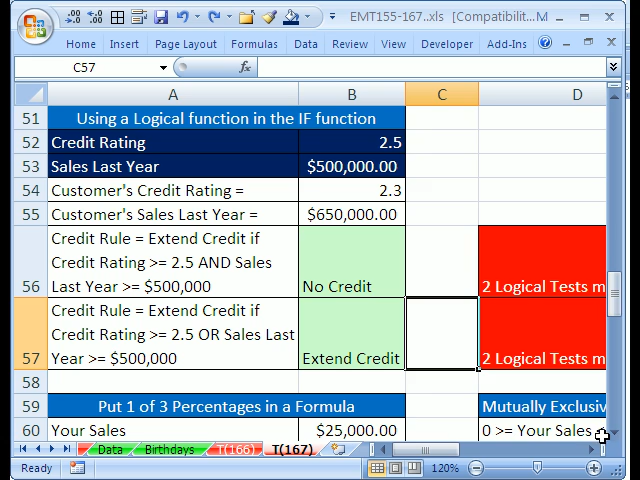 EMT155-167..xls [Compatibilit... M
Home Insert Page Layout Formulas Data Review View Developer Add-Ins
C57 fx
A B C D
51 Using a Logical function in the IF function
52 Credit Rating 2.5
53 Sales Last Year $500,000.00
54 Customer's Credit Rating = 2.3
55 Customer's Sales Last Year = $650,000.00
Credit Rule = Extend Credit if
Credit Rating >= 2.5 AND Sales
56 Last Year >= $500,000 No Credit 2 Logical Tests m
Credit Rule = Extend Credit if
Credit Rating >= 2.5 OR Sales Last
57 Year >= $500,000 Extend Credit 2 Logical Tests m
58
59 Put 1 of 3 Percentages in a Formula Mutually Exclusiv
60 Your Sales $25,000.00 0 >= Your Sales
Data Birthdays T(166) T(167)
Ready 120%